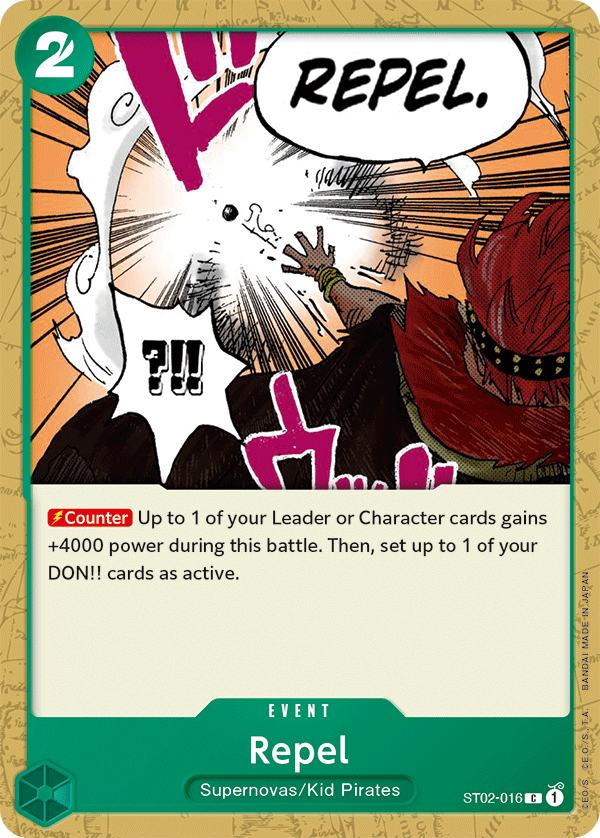 2
REPEL.
?!!
⚡Counter Up to 1 of your Leader or Character cards gains
+4000 power during this battle. Then, set up to 1 of your
DON!! cards as active.
EVENT
Repel
Supernovas/Kid Pirates
ST02-016 C 1
©E.O/S. ©E.O./S.,T.A. BANDAI MADE IN JAPAN